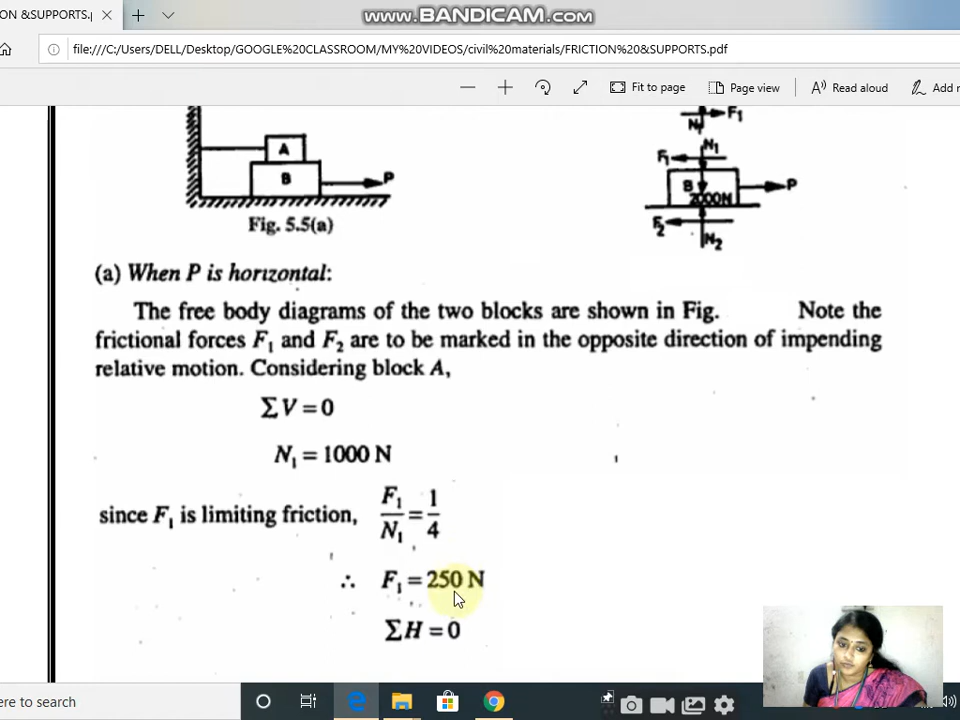 www.BANDICAM.com
ON &SUPPORTS.
file:///C:/Users/DELL/Desktop/GOOGLE%20CLASSROOM/MY%20VIDEOS/civil%20materials/FRICTION%20&SUPPORTS.pdf
Fit to page
Page view
Read aloud
Add
A
B
P
Fig. 5.5(a)
F₁
N₁
F₁
B
2000N
P
F₂
N₂
(a) When P is horizontal:
The free body diagrams of the two blocks are shown in Fig. Note the
frictional forces F₁ and F₂ are to be marked in the opposite direction of impending
relative motion. Considering block A,
∑V = 0
N₁ = 1000 N
since F₁ is limiting friction, F₁/N₁ = 1/4
∴ F₁ = 250 N
∑H = 0
ere to search